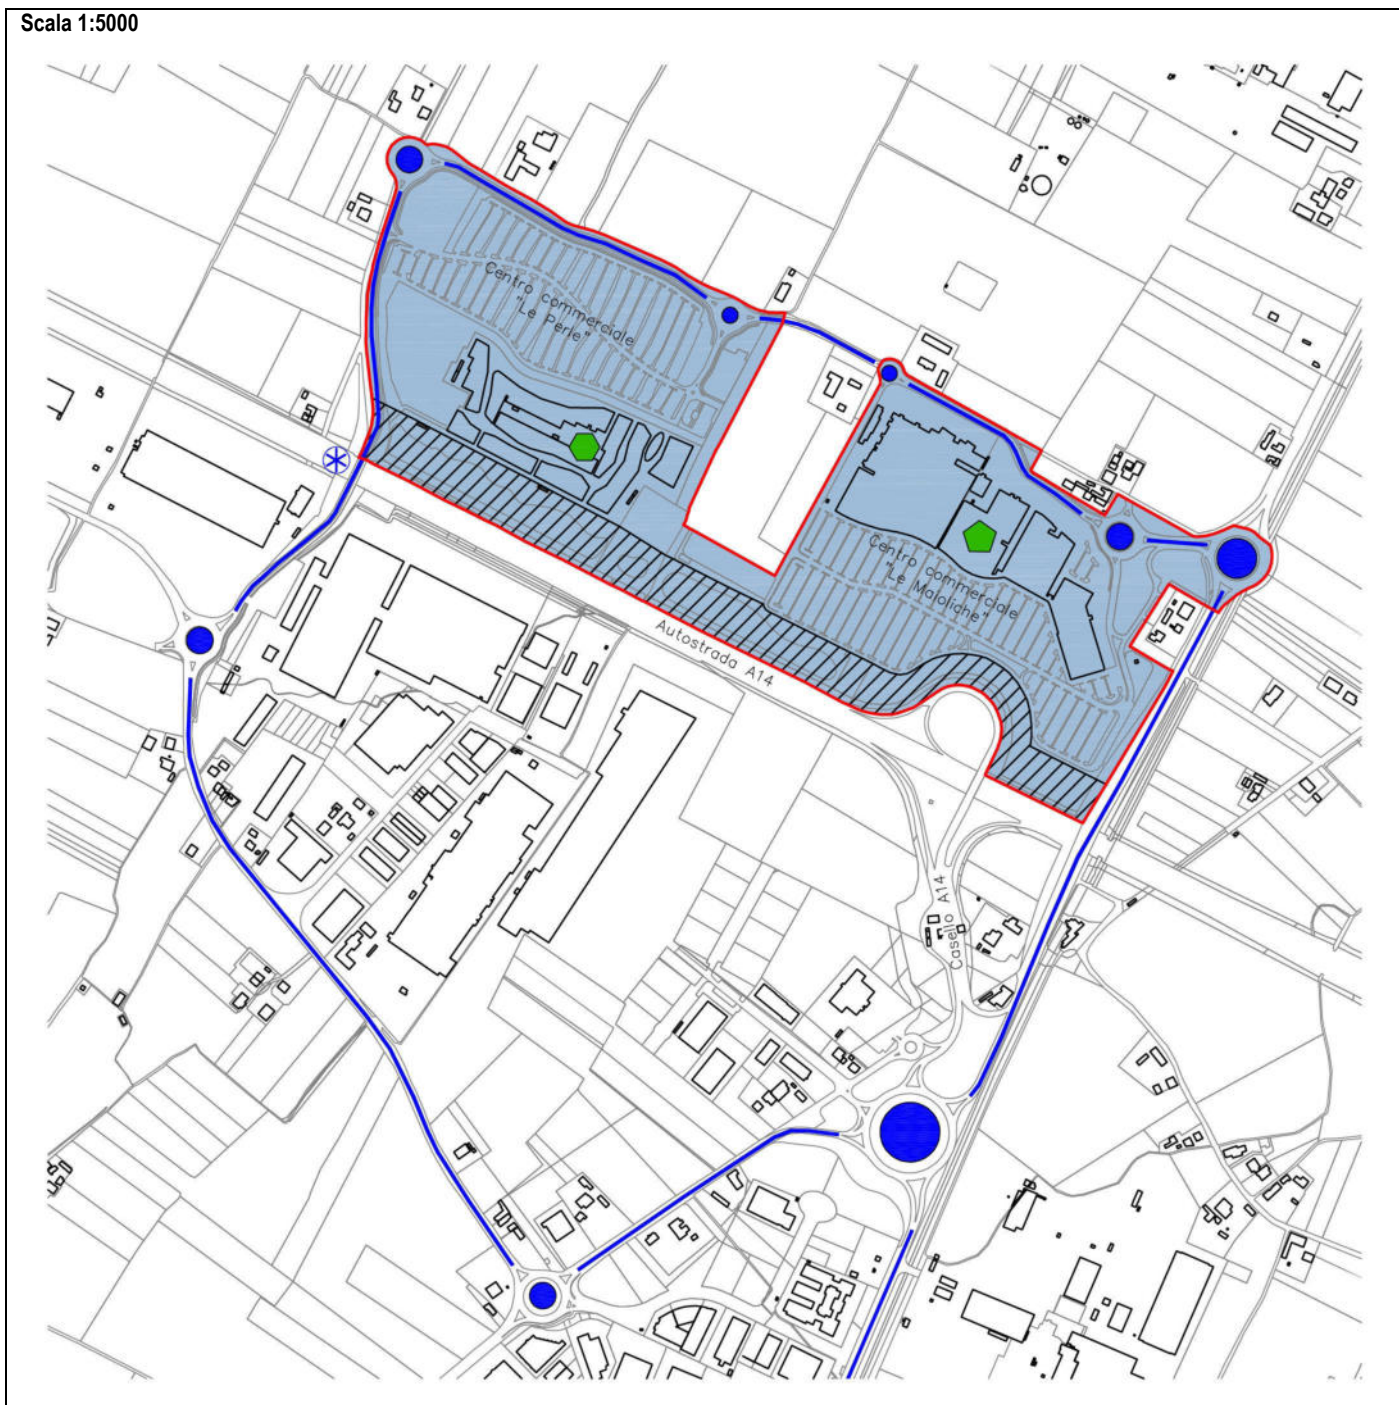 Scala 1:5000
Centro commerciale
"Le Perle"
Centro commerciale
"Le Maioliche"
Autostrada A14
Casello A14